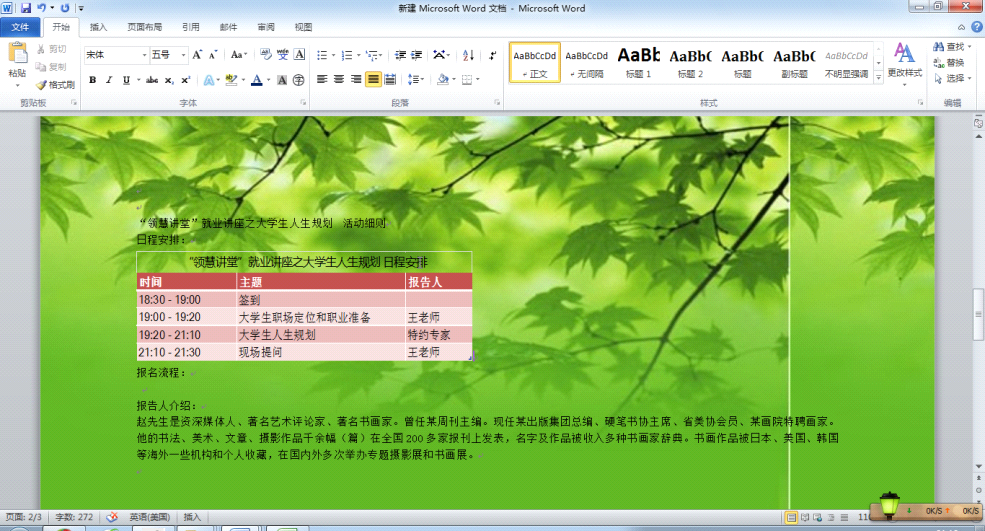 新建 Microsoft Word 文档 - Microsoft Word
文件 开始 插入 页面布局 引用 邮件 审阅 视图
粘贴 剪切 复制 格式刷
宋体 五号
AaBbCcDd AaBbCcDd AaBb AaBbC AaBbC AaBbC AaBbCcDd
正文 无间隔 标题 1 标题 2 标题 副标题 不明显强调
更改样式
查找 替换 选择
剪贴板 字体 段落 样式 编辑
“领慧讲堂”就业讲座之大学生人生规划 活动细则
日程安排:
“领慧讲堂”就业讲座之大学生人生规划 日程安排
时间 主题 报告人
18:30 - 19:00 签到
19:00 - 19:20 大学生职场定位和职业准备 王老师
19:20 - 21:10 大学生人生规划 特约专家
21:10 - 21:30 现场提问 王老师
报名流程:
报告人介绍:
赵先生是资深媒体人、著名艺术评论家、著名书画家。曾任某周刊主编。现任某出版集团总编、硬笔书协主席、省美协会员、某画院特聘画家。
他的书法、美术、文章、摄影作品千余幅(篇)在全国 200 多家报刊上发表,名字及作品被收入多种书画家辞典。书画作品被日本、美国、韩国
等海外一些机构和个人收藏,在国内外多次举办专题摄影展和书画展。
页面: 2/3 字数: 272 英语(美国) 插入
0K/S 0K/S